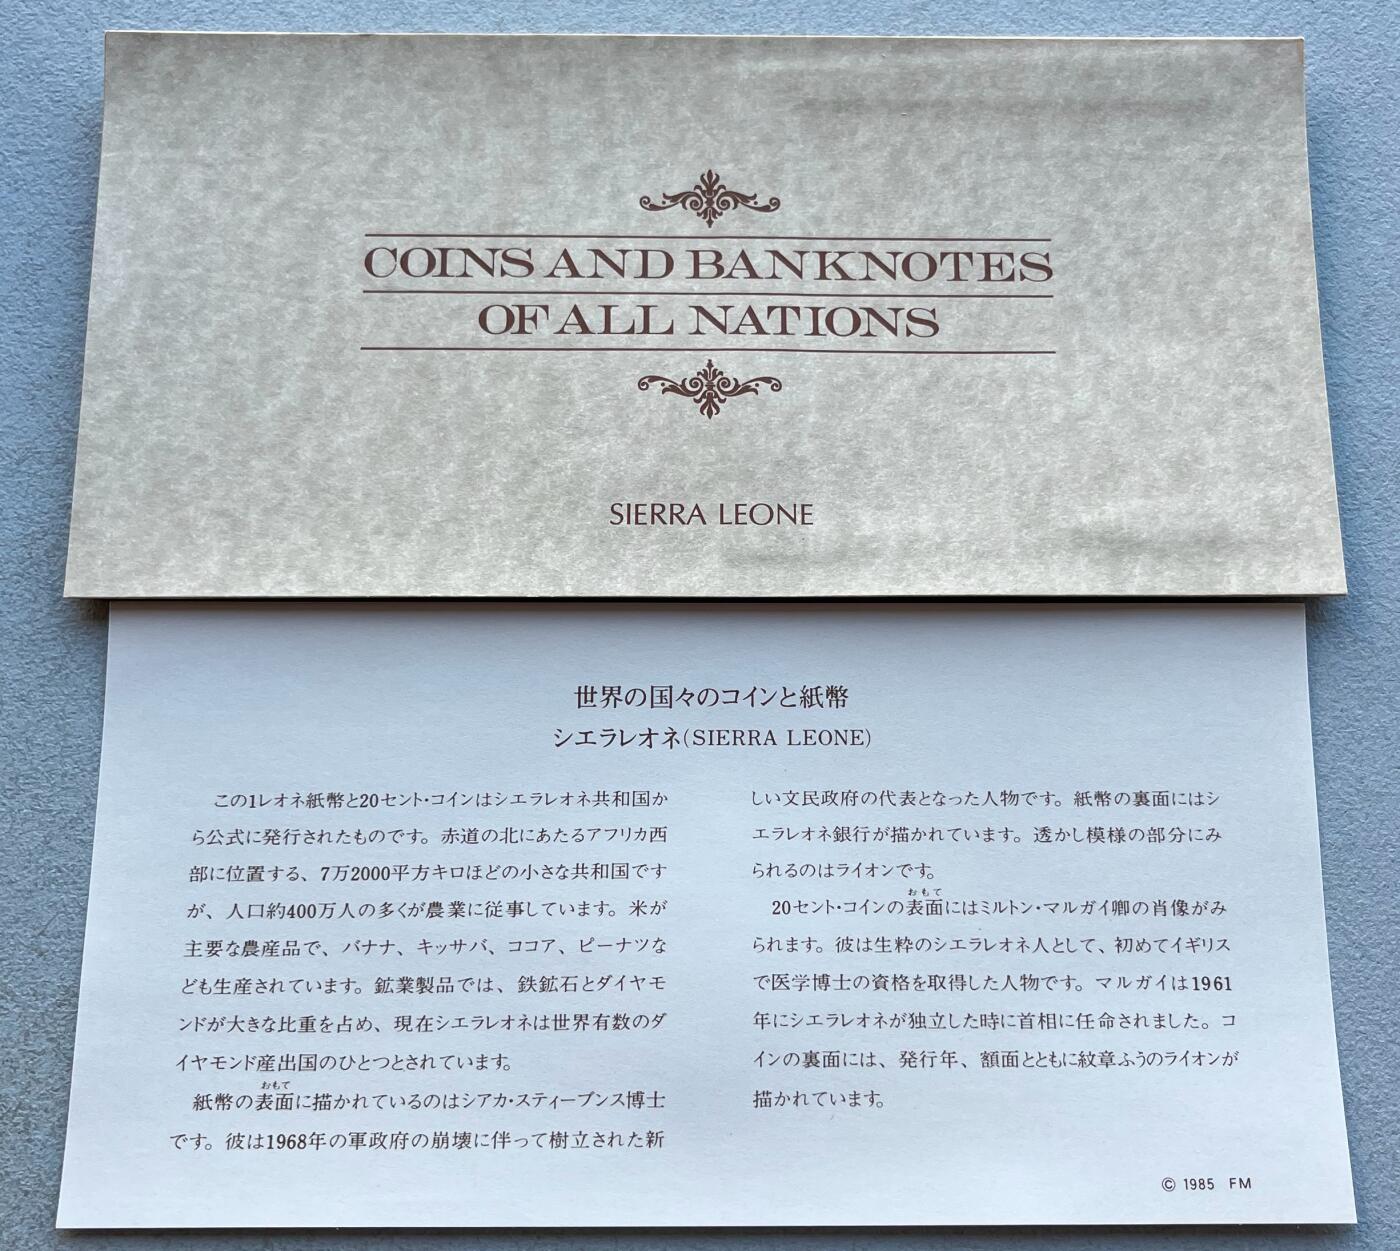 COINS AND BANKNOTES
OF ALL NATIONS
SIERRA LEONE
世界の国々のコインと紙幣
シエラレオネ(SIERRA LEONE)
この1レオネ紙幣と20セント・コインはシエラレオネ共和国か
ら公式に発行されたものです。赤道の北にあたるアフリカ西
部に位置する、7万2000平方キロほどの小さな共和国です
が、人口約400万人の多くが農業に従事しています。米が
主要な農産品で、バナナ、キッサバ、ココア、ピーナツな
ども生産されています。鉱業製品では、鉄鉱石とダイヤモ
ンドが大きな比重を占め、現在シエラレオネは世界有数のダ
イヤモンド産出国のひとつとされています。
おもて
紙幣の表面に描かれているのはシアカ・スティーブンス博士
です。彼は1968年の軍政府の崩壊に伴って樹立された新
しい文民政府の代表となった人物です。紙幣の裏面にはシ
エラレオネ銀行が描かれています。透かし模様の部分にみ
られるのはライオンです。
おもて
20セント・コインの表面にはミルトン・マルガイ卿の肖像がみ
られます。彼は生粋のシエラレオネ人として、初めてイギリス
で医学博士の資格を取得した人物です。マルガイは1961
年にシエラレオネが独立した時に首相に任命されました。コ
インの裏面には、発行年、額面とともに紋章ふうのライオンが
描かれています。
© 1985 FM